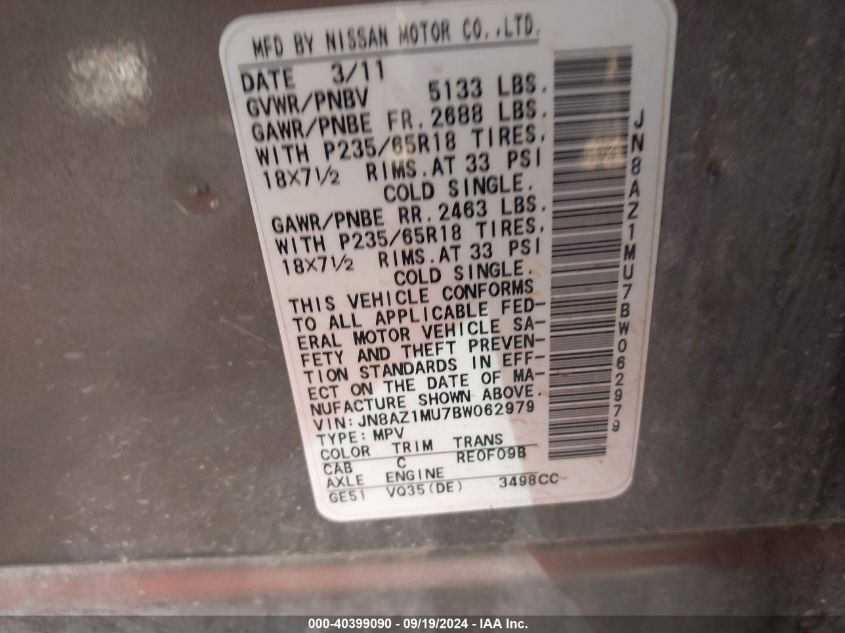 MFD BY NISSAN MOTOR CO.,LTD.
DATE 3/11
GVWR/PNBV 5133 LBS.
GAWR/PNBE FR. 2688 LBS.
WITH P235/65R18 TIRES,
18X7½ RIMS.AT 33 PSI
COLD SINGLE.
GAWR/PNBE RR. 2463 LBS.
WITH P235/65R18 TIRES,
18X7½ RIMS.AT 33 PSI
COLD SINGLE.
THIS VEHICLE CONFORMS
TO ALL APPLICABLE FED-
ERAL MOTOR VEHICLE SA-
FETY AND THEFT PREVEN-
TION STANDARDS IN EFF-
ECT ON THE DATE OF MA-
NUFACTURE SHOWN ABOVE.
VIN: JN8AZ1MU7BW062979
TYPE: MPV
COLOR TRIM TRANS
CAB C RE0F09B
AXLE ENGINE
GE51 VQ35(DE) 3498CC
JN8AZ1MU7BW062979
000-40399090 - 09/19/2024 - IAA Inc.